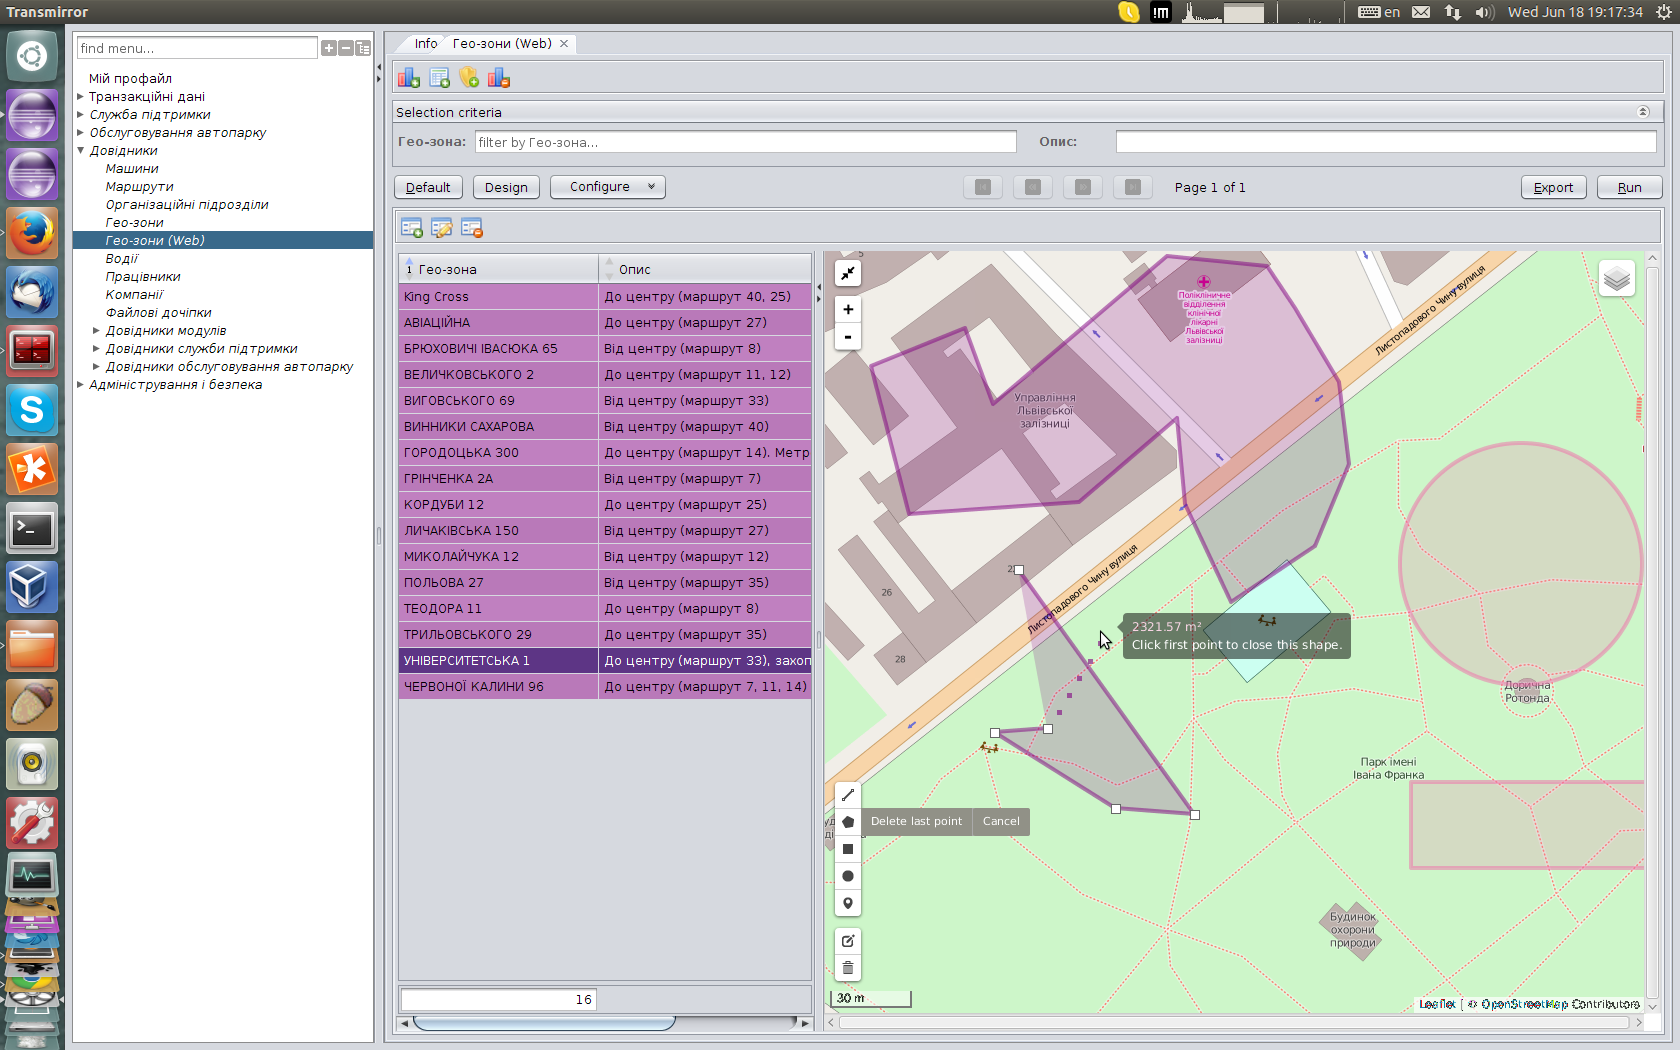 Transmirror
en
Wed Jun 18 19:17:34
find menu...
Мій профайл
Транзакційні дані
Служба підтримки
Обслуговування автопарку
Довідники
Машини
Маршрути
Організаційні підрозділи
Гео-зони
Гео-зони (Web)
Водії
Працівники
Компанії
Файлові дочіпки
Довідники модулів
Довідники служби підтримки
Довідники обслуговування автопарку
Адміністрування і безпека
Info
Гео-зони (Web)
Selection criteria
Гео-зона:
filter by Гео-зона...
Опис:
Default
Design
Configure
Page 1 of 1
Export
Run
1 Гео-зона
Опис
King Cross До центру (маршрут 40, 25)
АВІАЦІЙНА До центру (маршрут 27)
БРЮХОВИЧІ ІВАСЮКА 65 Від центру (маршрут 8)
ВЕЛИЧКОВСЬКОГО 2 До центру (маршрут 11, 12)
ВИГОВСЬКОГО 69 Від центру (маршрут 33)
ВИННИКИ САХАРОВА Від центру (маршрут 40)
ГОРОДОЦЬКА 300 До центру (маршрут 14). Метр
ГРІНЧЕНКА 2А Від центру (маршрут 7)
КОРДУБИ 12 До центру (маршрут 25)
ЛИЧАКІВСЬКА 150 Від центру (маршрут 27)
МИКОЛАЙЧУКА 12 Від центру (маршрут 12)
ПОЛЬОВА 27 Від центру (маршрут 35)
ТЕОДОРА 11 До центру (маршрут 8)
ТРИЛЬОВСЬКОГО 29 До центру (маршрут 35)
УНІВЕРСИТЕТСЬКА 1 До центру (маршрут 33), захоп
ЧЕРВОНОЇ КАЛИНИ 96 До центру (маршрут 7, 11, 14)
16
+
-
5
Поліклінічне
відділення
клінічної
лікарні
Львівської
залізниці
Листопадового Чину вулиця
Управління
Львівської
залізниці
26
28
Листопадового Чину вулиця
2321.57 m²
Click first point to close this shape.
Дорична
Ротонда
Парк імені
Івана Франка
Delete last point
Cancel
Будинок
охорони
природи
30 m
Leaflet | © OpenStreetMap Contributors